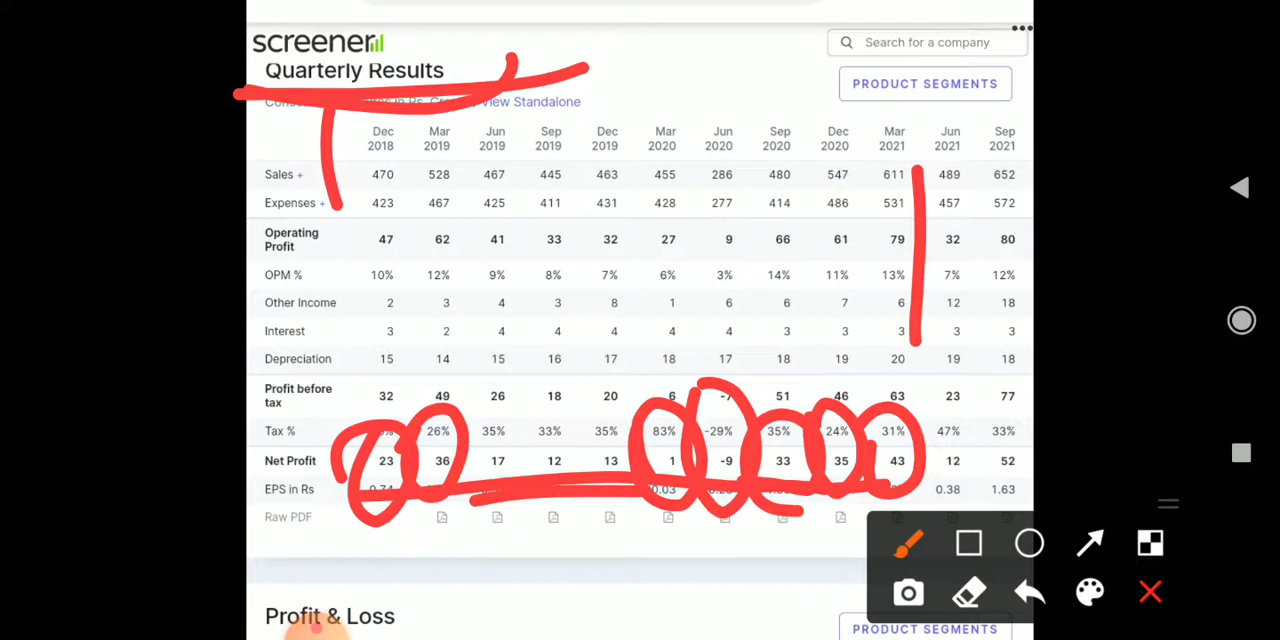 screener
Search for a company
Quarterly Results
PRODUCT SEGMENTS
View Standalone
Dec 2018 Mar 2019 Jun 2019 Sep 2019 Dec 2019 Mar 2020 Jun 2020 Sep 2020 Dec 2020 Mar 2021 Jun 2021 Sep 2021
Sales + 470 528 467 445 463 455 286 480 547 611 489 652
Expenses + 423 467 425 411 431 428 277 414 486 531 457 572
Operating Profit 47 62 41 33 32 27 9 66 61 79 32 80
OPM % 10% 12% 9% 8% 7% 6% 3% 14% 11% 13% 7% 12%
Other Income 2 3 4 3 8 1 6 6 7 6 12 18
Interest 3 2 4 4 4 4 4 3 3 3 3 3
Depreciation 15 14 15 16 17 18 17 18 19 20 19 18
Profit before tax 32 49 26 18 20 6 51 46 63 23 77
Tax % 26% 35% 33% 35% 83% -29% 35% 24% 31% 47% 33%
Net Profit 23 36 17 12 13 1 -9 33 35 43 12 52
EPS in Rs 0.38 1.63
Raw PDF
Profit & Loss
PRODUCT SEGMENTS